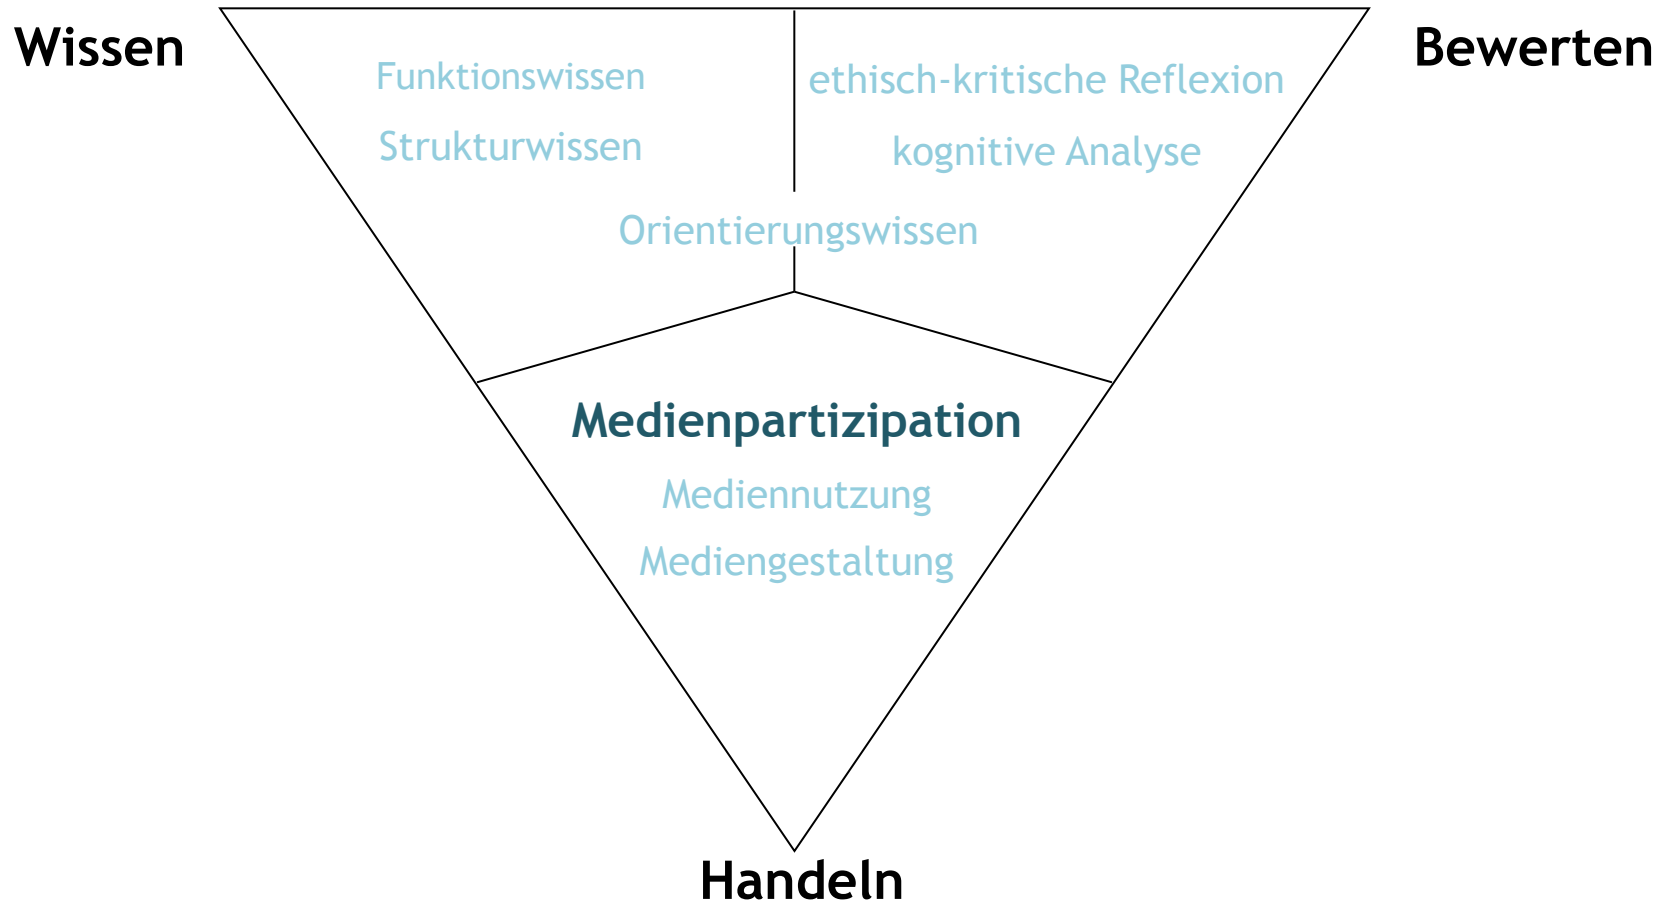 Wissen
Bewerten
Funktionswissen
ethisch-kritische Reflexion
Strukturwissen
kognitive Analyse
Orientierungswissen
Medienpartizipation
Mediennutzung
Mediengestaltung
Handeln